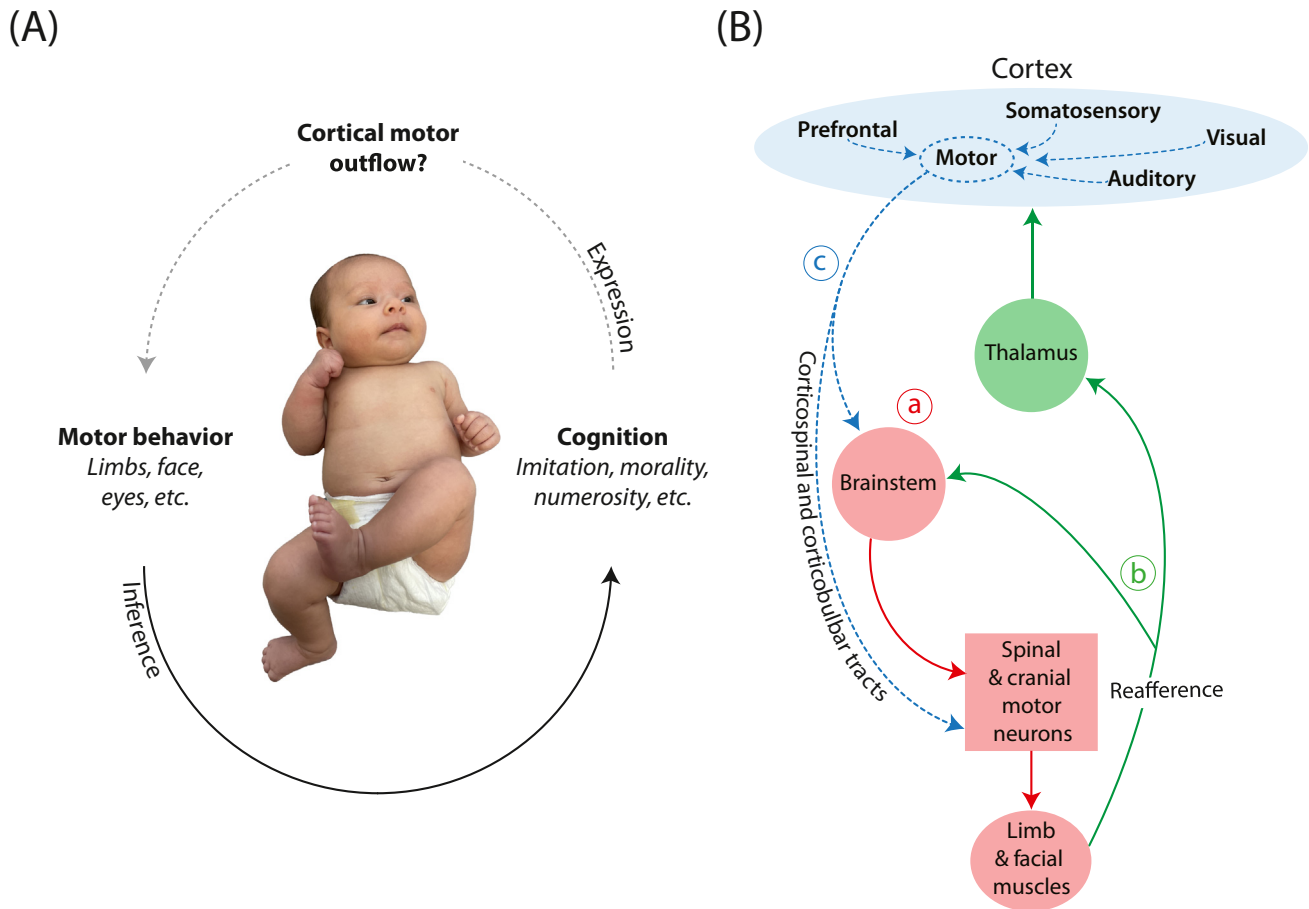 (A)
Cortical motor
outflow?
Expression
Motor behavior
Limbs, face,
eyes, etc.
Cognition
Imitation, morality,
numerosity, etc.
Inference
(B)
Cortex
Prefrontal
Somatosensory
Motor
Visual
Auditory
c
Thalamus
Corticospinal and corticobulbar tracts
a
Brainstem
b
Spinal
& cranial
motor
neurons
Reafference
Limb
& facial
muscles